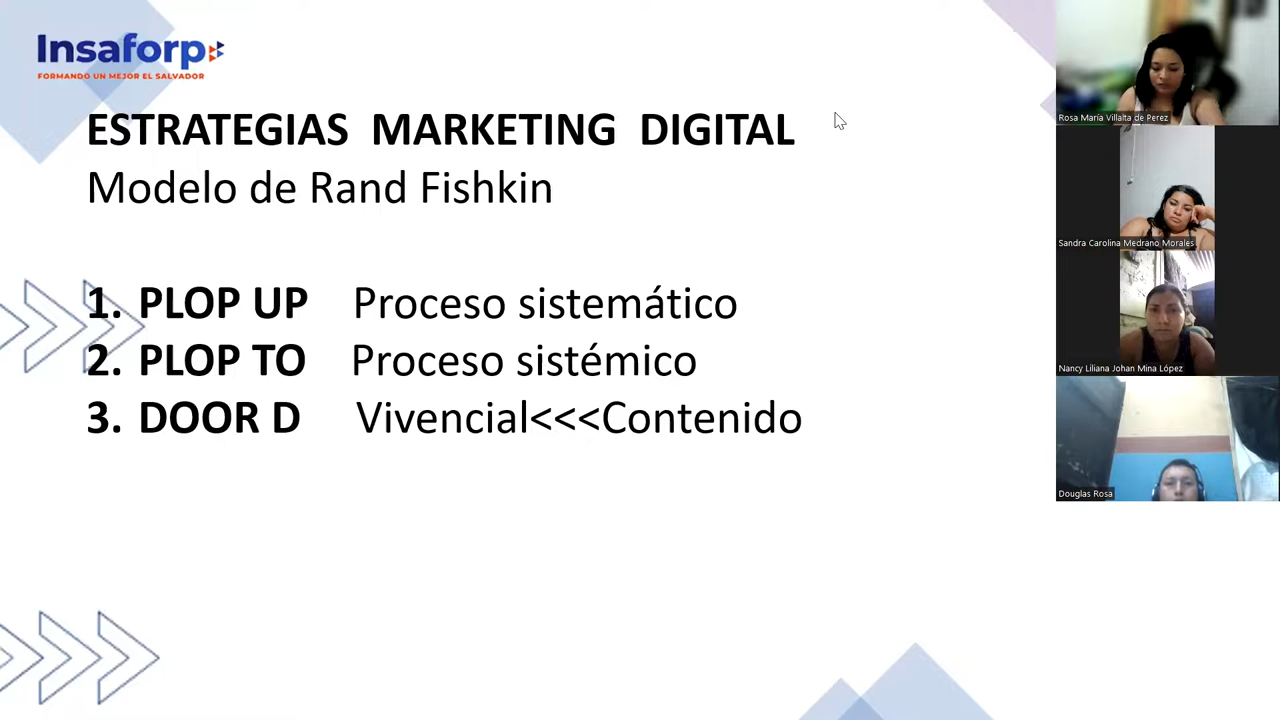 Insaforp
FORMANDO UN MEJOR EL SALVADOR
ESTRATEGIAS MARKETING DIGITAL
Modelo de Rand Fishkin
1. PLOP UP Proceso sistemático
2. PLOP TO Proceso sistémico
3. DOOR D Vivencial<<<Contenido
Rosa María Villalta de Perez
Sandra Carolina Medrano Morales
Nancy Liliana Johan Mina López
Douglas Rosa